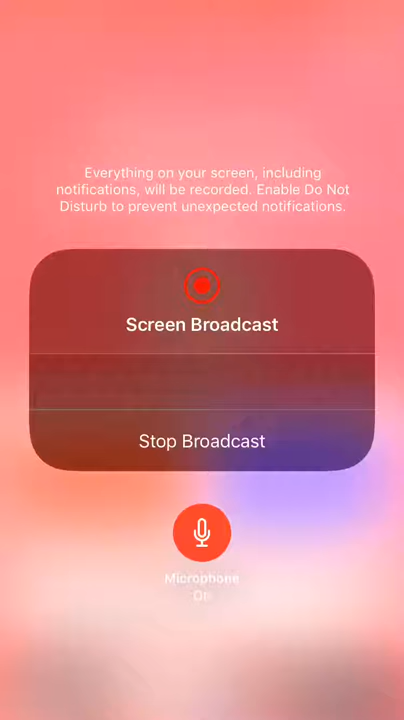 Everything on your screen, including
notifications, will be recorded. Enable Do Not
Disturb to prevent unexpected notifications.
Screen Broadcast
Stop Broadcast
Microphone
On